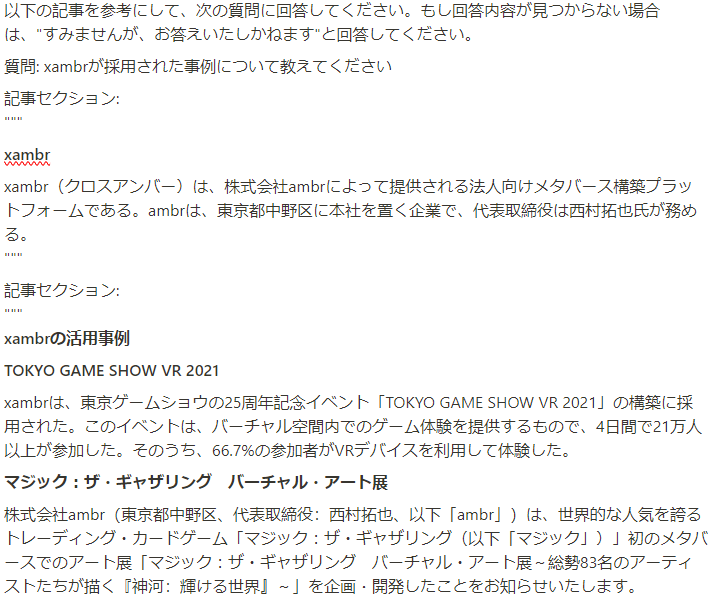 以下の記事を参考にして、次の質問に回答してください。もし回答内容が見つからない場合
は、"すみませんが、お答えいたしかねます"と回答してください。
質問: xambrが採用された事例について教えてください
記事セクション:
"""
xambr
xambr（クロスアンバー）は、株式会社ambrによって提供される法人向けメタバース構築プラッ
トフォームである。ambrは、東京都中野区に本社を置く企業で、代表取締役は西村拓也氏が務め
る。
"""
記事セクション:
"""
xambrの活用事例
TOKYO GAME SHOW VR 2021
xambrは、東京ゲームショウの25周年記念イベント「TOKYO GAME SHOW VR 2021」の構築に採
用された。このイベントは、バーチャル空間内でのゲーム体験を提供するもので、4日間で21万人
以上が参加した。そのうち、66.7%の参加者がVRデバイスを利用して体験した。
マジック：ザ・ギャザリング　バーチャル・アート展
株式会社ambr（東京都中野区、代表取締役：西村拓也、以下「ambr」）は、世界的な人気を誇る
トレーディング・カードゲーム「マジック：ザ・ギャザリング（以下「マジック」）」初のメタバ
ースでのアート展「マジック：ザ・ギャザリング　バーチャル・アート展～総勢83名のアーティ
ストたちが描く『神河：輝ける世界』～」を企画・開発したことをお知らせいたします。